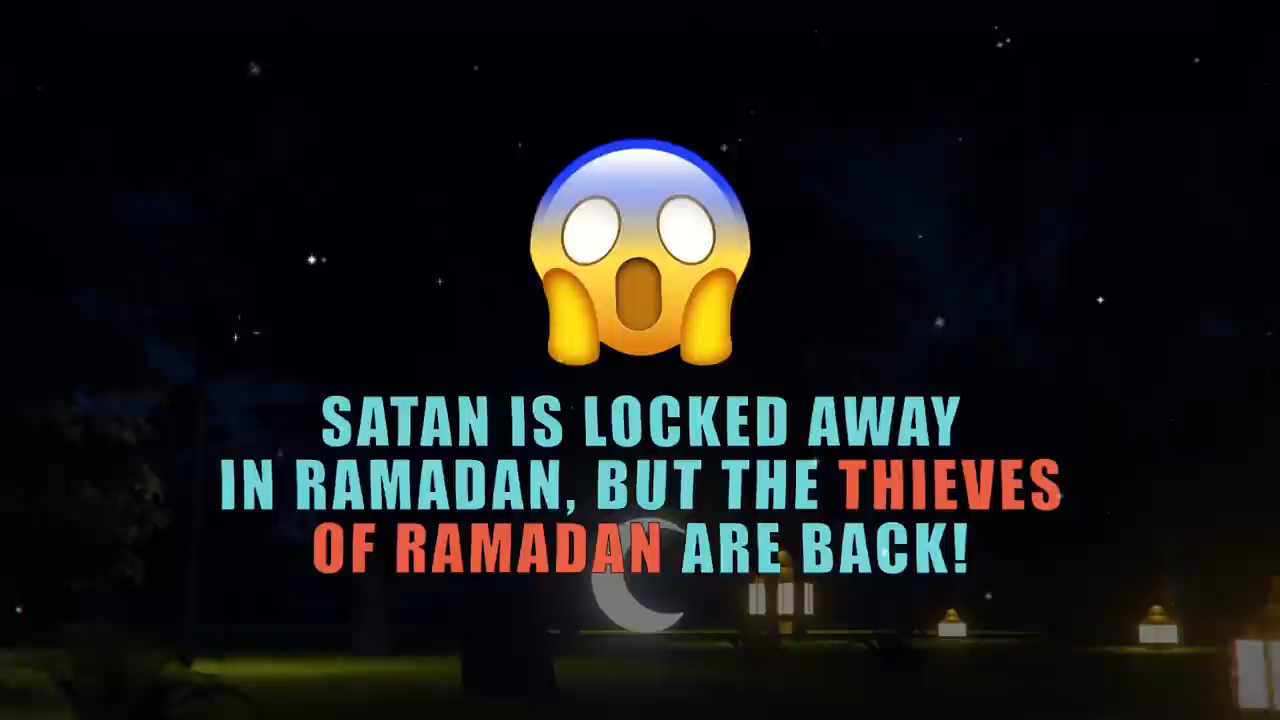 SATAN IS LOCKED AWAY
IN RAMADAN, BUT THE THIEVES
OF RAMADAN ARE BACK!